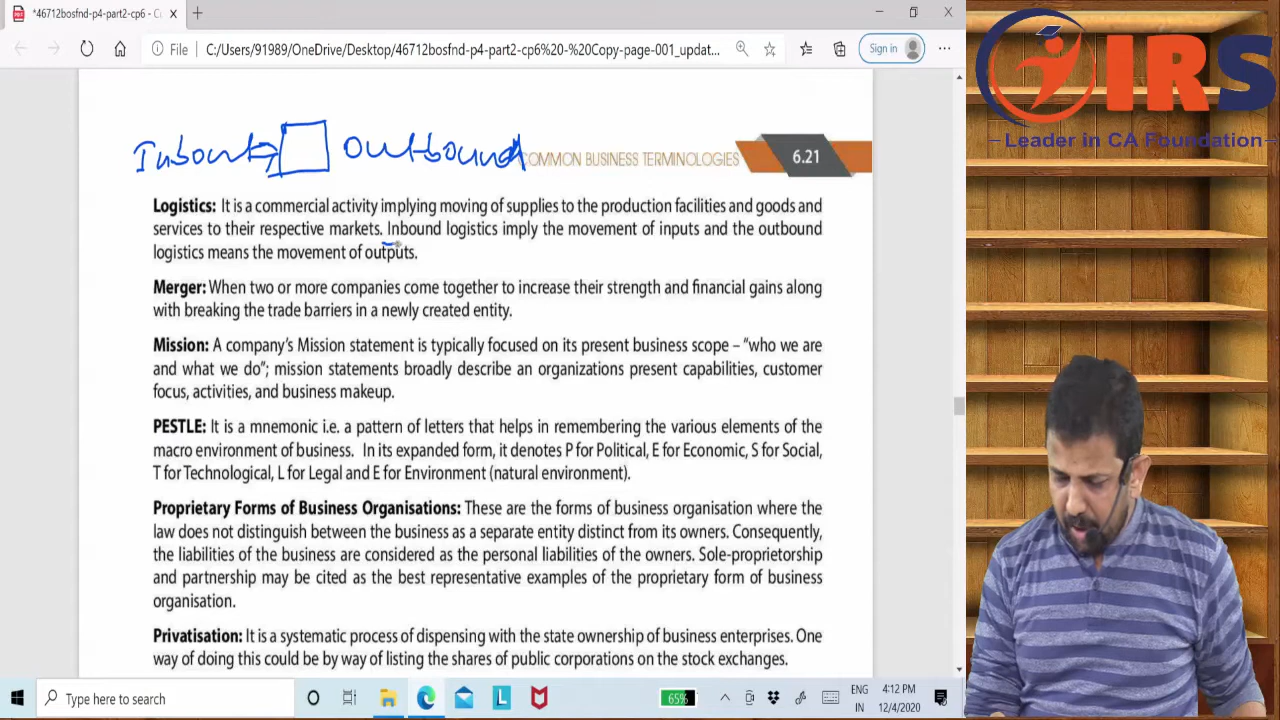 *46712bosfnd-p4-part2-cp6 - C
File
C:/Users/91989/OneDrive/Desktop/46712bosfnd-p4-part2-cp6%20-%20Copy-page-001_updat...
Sign in
IRS
Leader in CA Foundation
Inbound Outbound
COMMON BUSINESS TERMINOLOGIES 6.21
Logistics: It is a commercial activity implying moving of supplies to the production facilities and goods and
services to their respective markets. Inbound logistics imply the movement of inputs and the outbound
logistics means the movement of outputs.
Merger: When two or more companies come together to increase their strength and financial gains along
with breaking the trade barriers in a newly created entity.
Mission: A company's Mission statement is typically focused on its present business scope – "who we are
and what we do"; mission statements broadly describe an organizations present capabilities, customer
focus, activities, and business makeup.
PESTLE: It is a mnemonic i.e. a pattern of letters that helps in remembering the various elements of the
macro environment of business. In its expanded form, it denotes P for Political, E for Economic, S for Social,
T for Technological, L for Legal and E for Environment (natural environment).
Proprietary Forms of Business Organisations: These are the forms of business organisation where the
law does not distinguish between the business as a separate entity distinct from its owners. Consequently,
the liabilities of the business are considered as the personal liabilities of the owners. Sole-proprietorship
and partnership may be cited as the best representative examples of the proprietary form of business
organisation.
Privatisation: It is a systematic process of dispensing with the state ownership of business enterprises. One
way of doing this could be by way of listing the shares of public corporations on the stock exchanges.
Type here to search
65%
ENG 4:12 PM
IN 12/4/2020